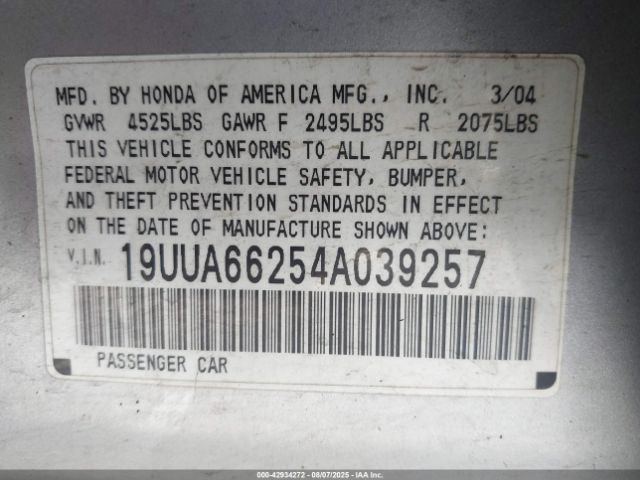 MFD. BY HONDA OF AMERICA MFG., INC. 3/04
GVWR 4525LBS GAWR F 2495LBS R 2075LBS
THIS VEHICLE CONFORMS TO ALL APPLICABLE
FEDERAL MOTOR VEHICLE SAFETY, BUMPER,
AND THEFT PREVENTION STANDARDS IN EFFECT
ON THE DATE OF MANUFACTURE SHOWN ABOVE:
V.I.N. 19UUA66254A039257
PASSENGER CAR
000-42934272 - 08/07/2025 - IAA Inc.